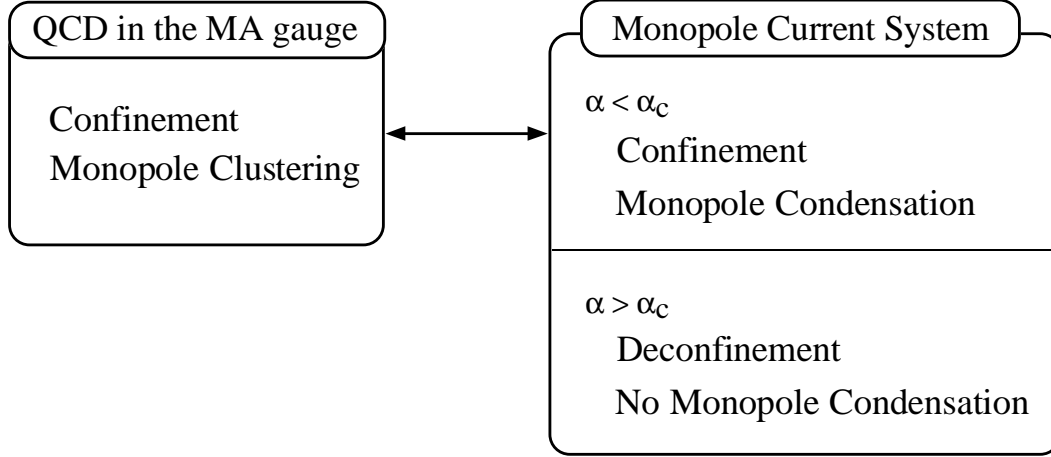 QCD in the MA gauge
Confinement
Monopole Clustering
Monopole Current System
α < αc
Confinement
Monopole Condensation
α > αc
Deconfinement
No Monopole Condensation